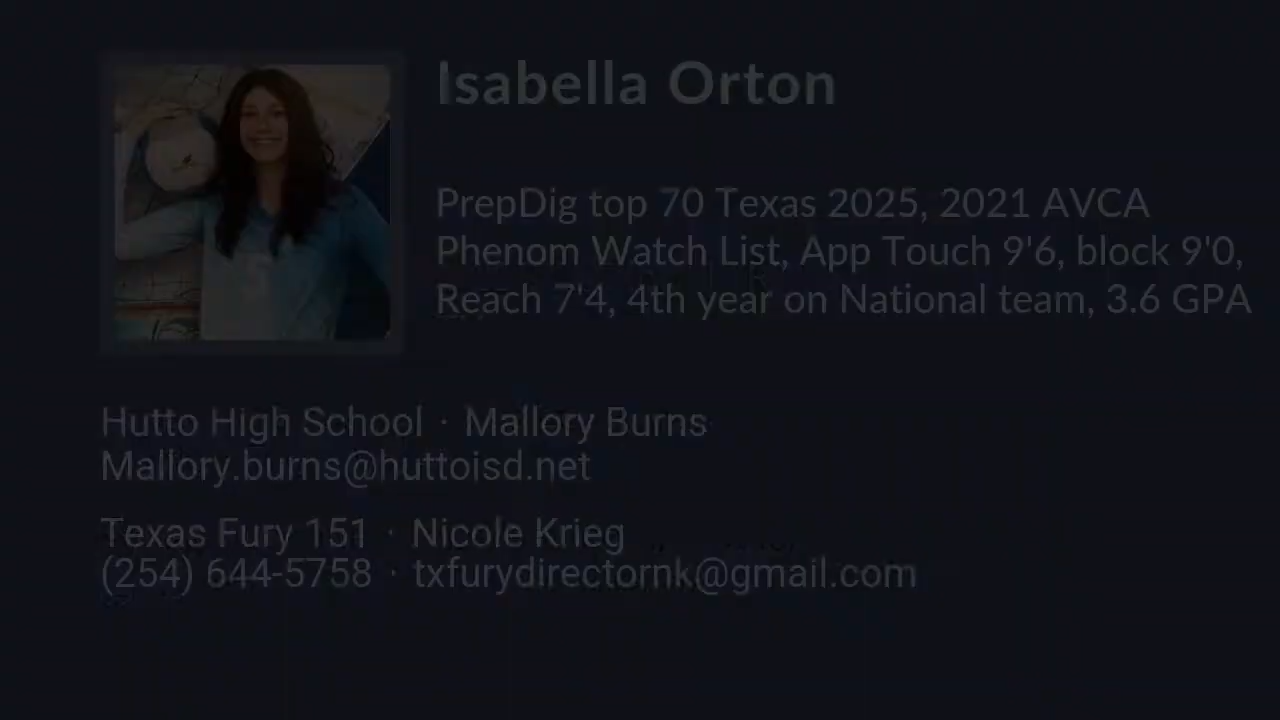 Isabella Orton
PrepDig top 70 Texas 2025, 2021 AVCA
Phenom Watch List, App Touch 9'6, block 9'0,
Reach 7'4, 4th year on National team, 3.6 GPA
Hutto High School · Mallory Burns
Mallory.burns@huttoisd.net
Texas Fury 151 · Nicole Krieg
(254) 644-5758 · txfurydirectornk@gmail.com